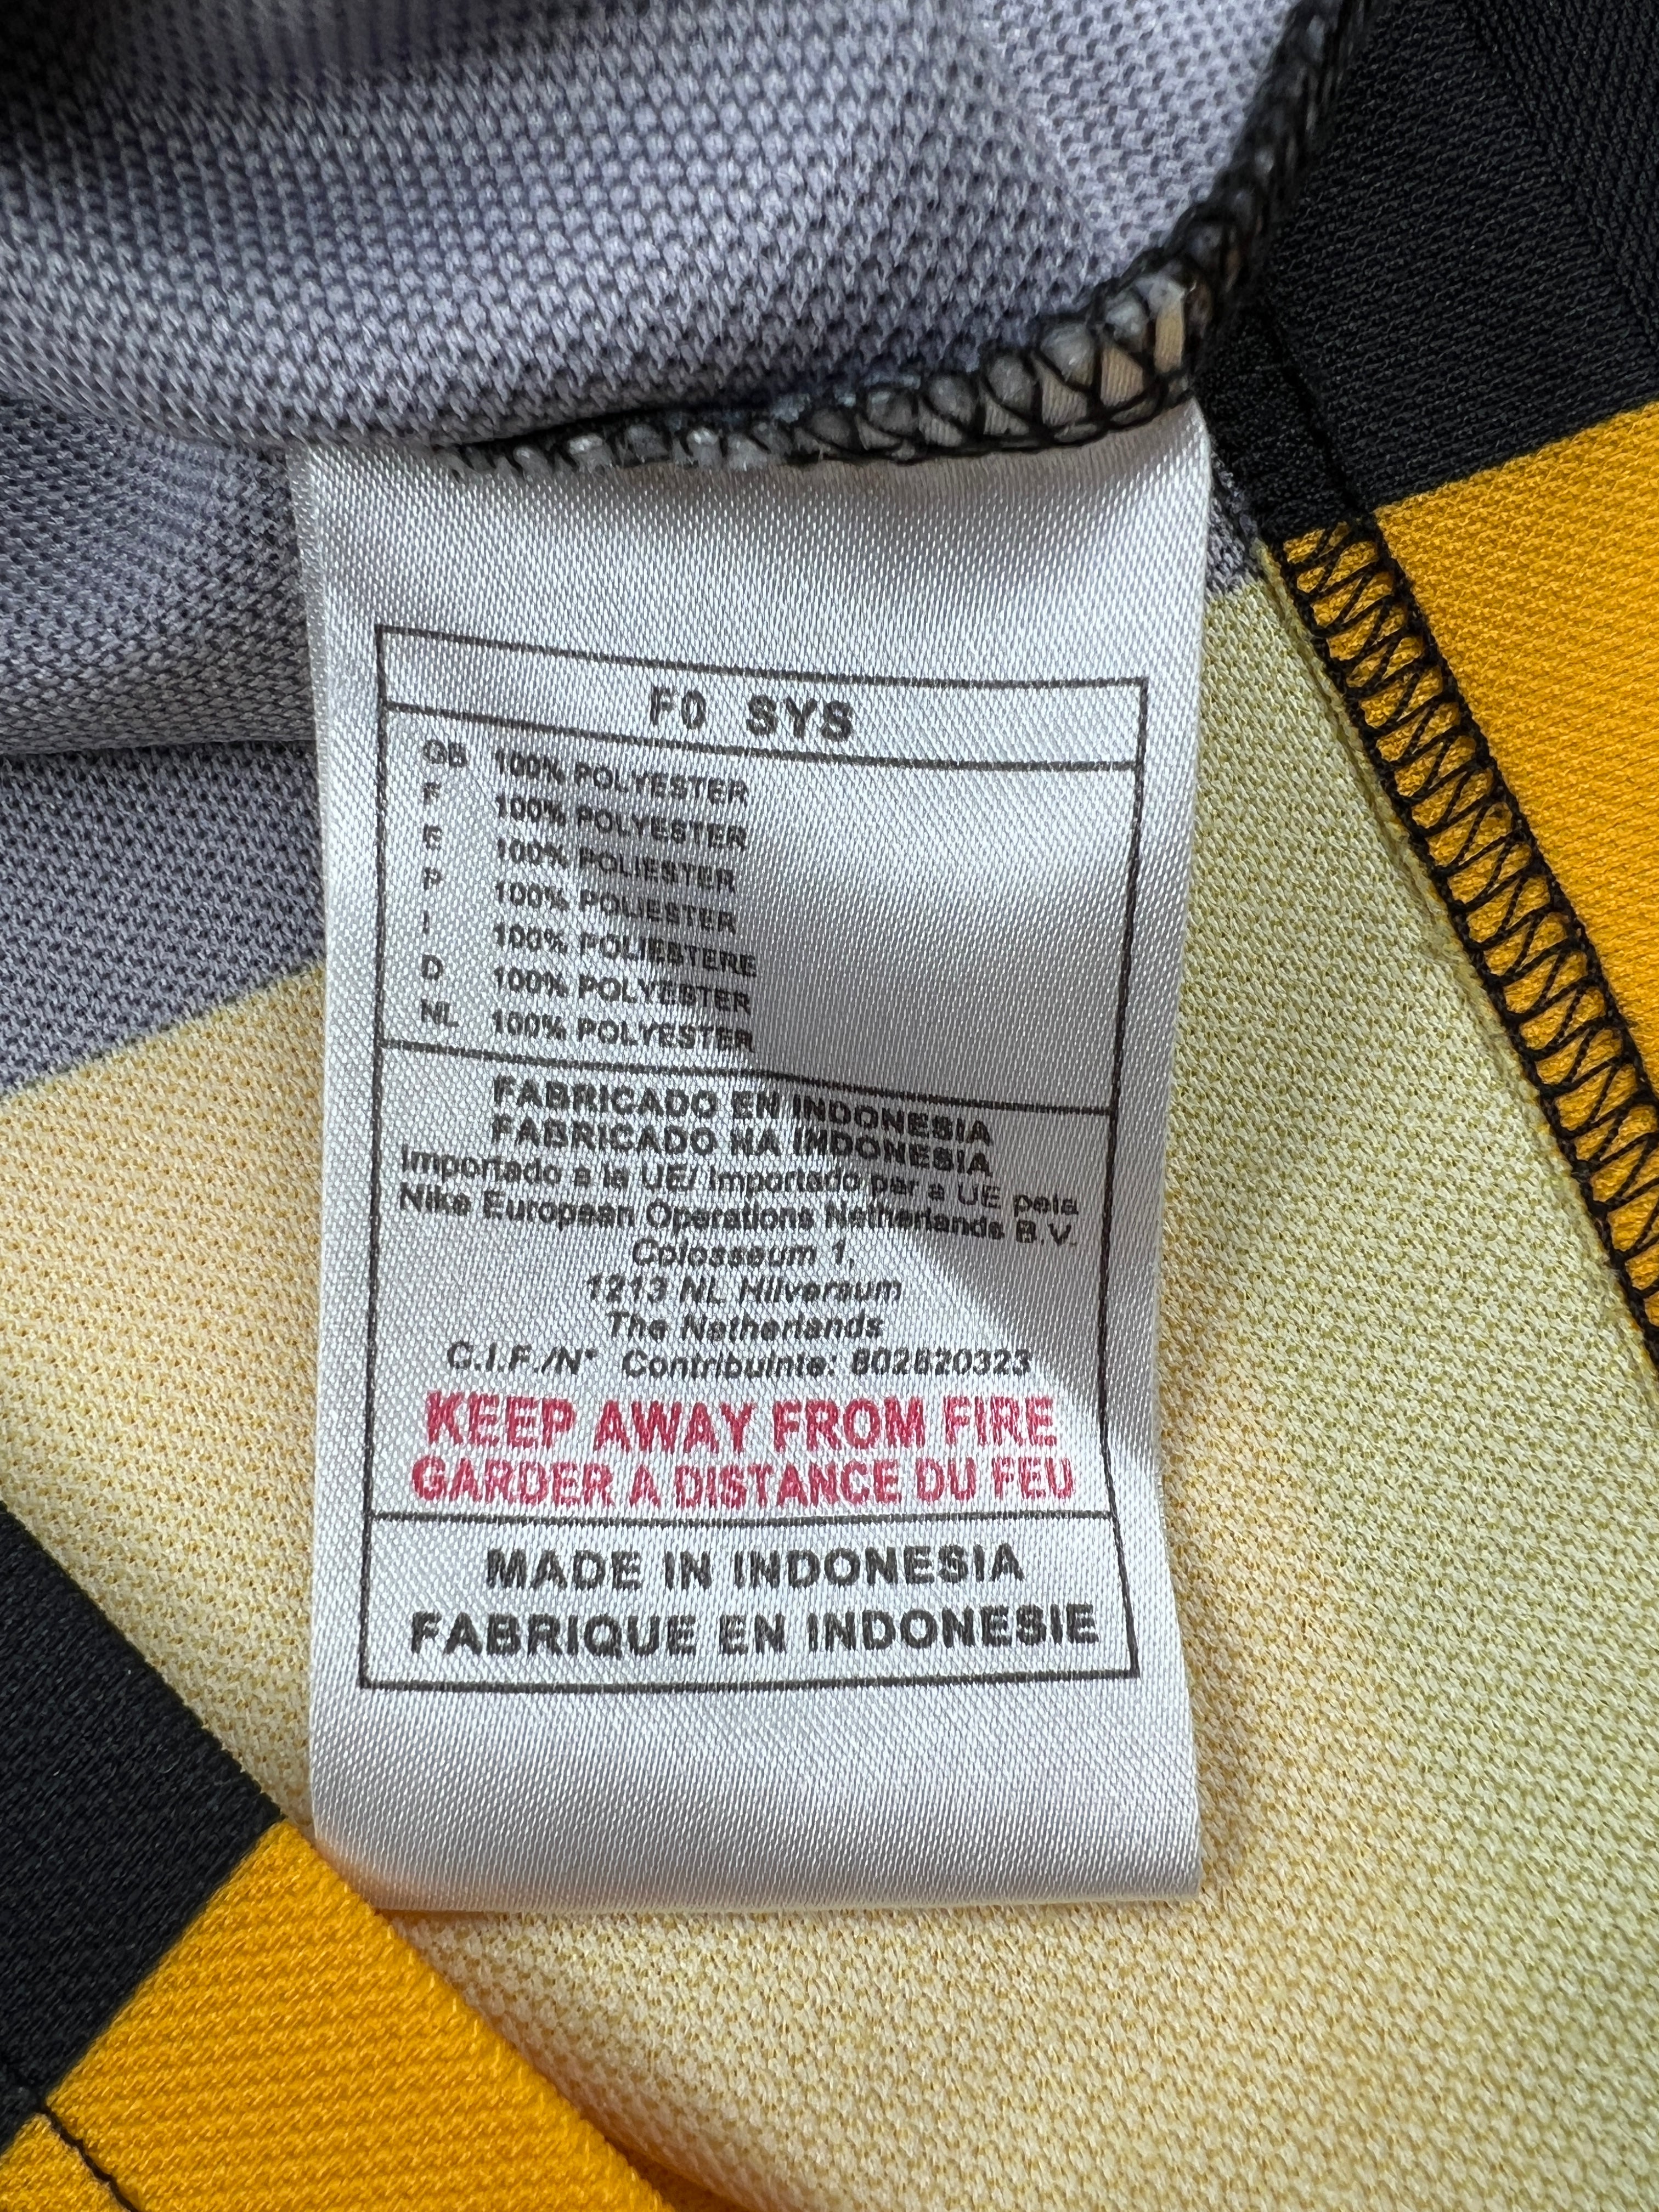 F0 SYS
GB 100% POLYESTER
F 100% POLYESTER
E 100% POLIESTER
P 100% POLIESTER
I 100% POLIESTERE
D 100% POLYESTER
NL 100% POLYESTER
FABRICADO EN INDONESIA
FABRICADO NA INDONESIA
Importado a la UE/ Importado par a UE pela
Nike European Operations Netherlands B.V.
Colosseum 1,
1213 NL Hilversum
The Netherlands
C.I.F./N° Contribuinte: 802620323
KEEP AWAY FROM FIRE
GARDER A DISTANCE DU FEU
MADE IN INDONESIA
FABRIQUE EN INDONESIE